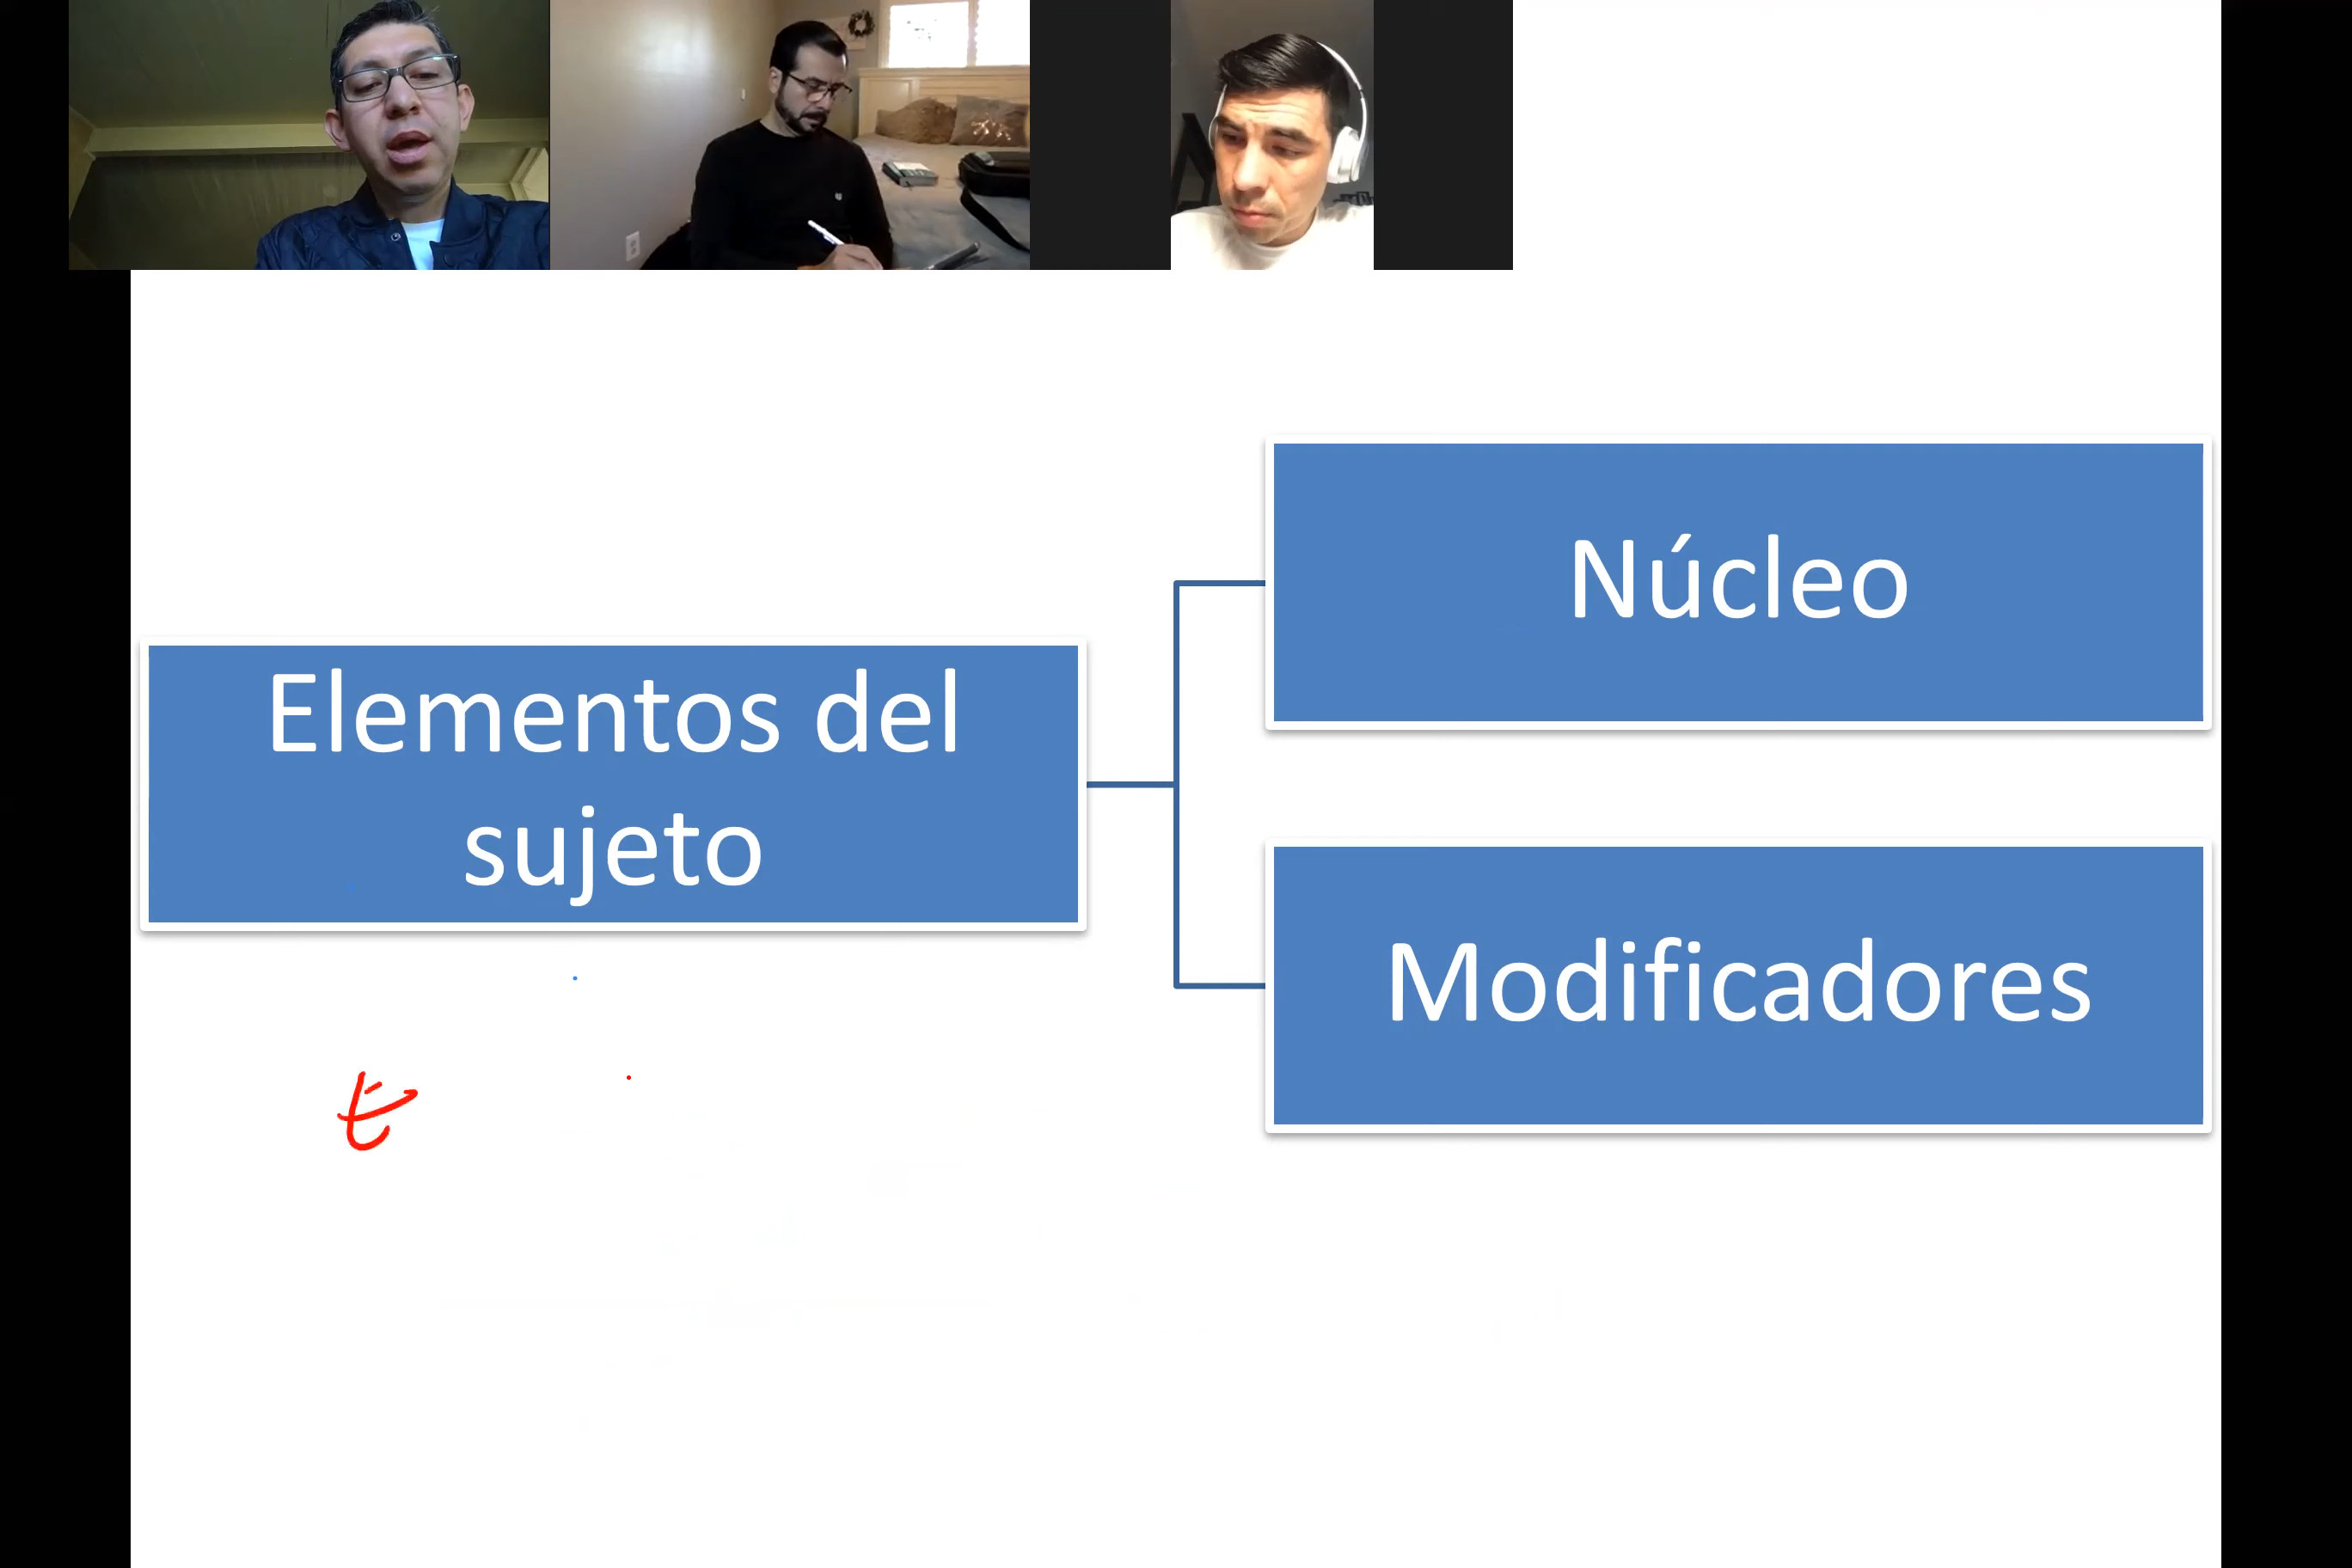 Núcleo
Elementos del
sujeto
Modificadores